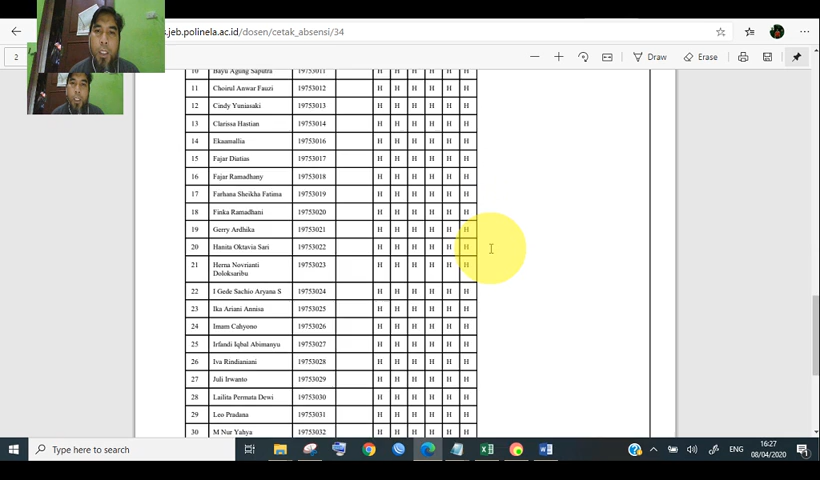 s.jeb.polinela.ac.id/dosen/cetak_absensi/34
2
Draw
Erase
10 Bayu Agung Saputra 19753011 H H H H H H
11 Choirul Anwar Fauzi 19753012 H H H H H H
12 Cindy Yuniasaki 19753013 H H H H H H
13 Clarissa Hastian 19753014 H H H H H H
14 Ekaamallia 19753016 H H H H H H
15 Fajar Diatias 19753017 H H H H H H
16 Fajar Ramadhany 19753018 H H H H H H
17 Farhana Sheikha Fatima 19753019 H H H H H H
18 Finka Ramadhani 19753020 H H H H H H
19 Gerry Ardhika 19753021 H H H H H H
20 Hanita Oktavia Sari 19753022 H H H H H H
21 Herna Novrianti 19753023 H H H H H H
Doloksaribu
22 I Gede Sachio Aryana S 19753024 H H H H H H
23 Ika Ariani Annisa 19753025 H H H H H H
24 Imam Cahyono 19753026 H H H H H H
25 Irfandi Iqbal Abimanyu 19753027 H H H H H H
26 Iva Rindianiani 19753028 H H H H H H
27 Juli Irwanto 19753029 H H H H H H
28 Lailita Permata Dewi 19753030 H H H H H H
29 Leo Pradana 19753031 H H H H H H
30 M Nur Yahya 19753032 H H H H H H
Type here to search
ENG
16:27
08/04/2020
1